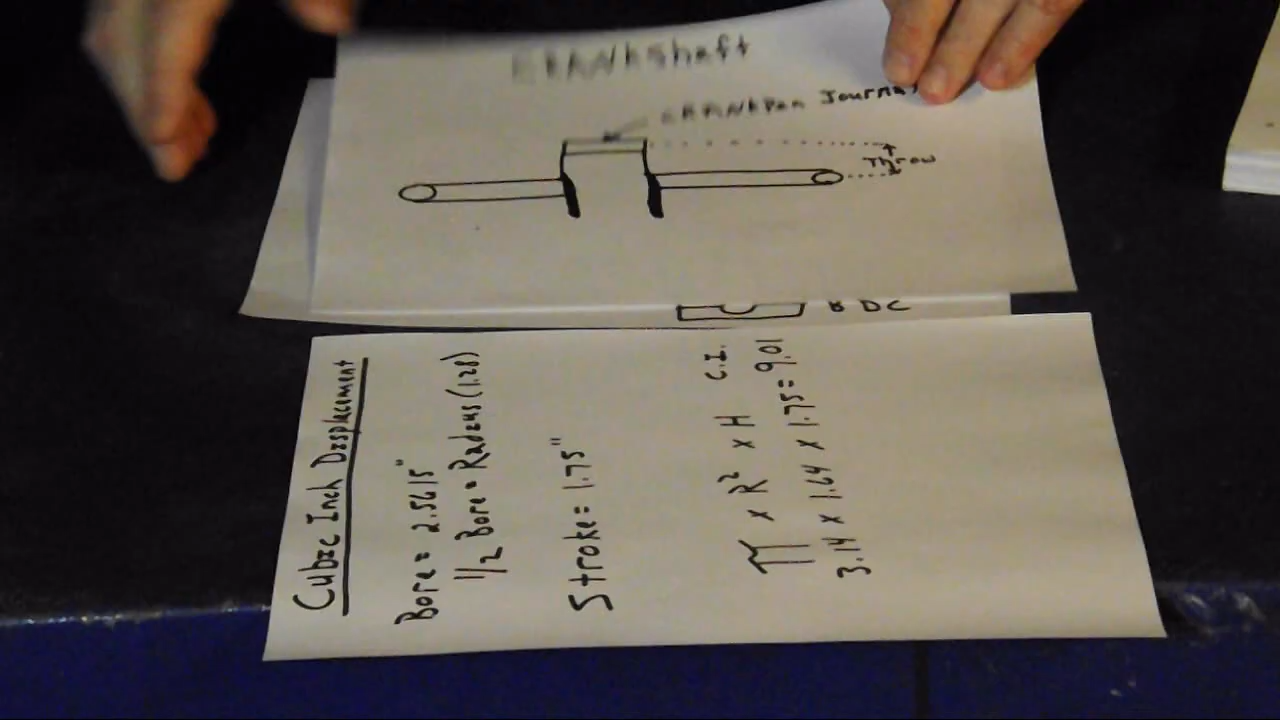 CRANKshaft
CRANKPen Journal
Throw
BDC
Cubic Inch Displacement
Bore = 2.5615"
1/2 Bore = Radius (1.28)
Stroke = 1.75"
π x R² x H C.I.
3.14 x 1.64 x 1.75 = 9.01